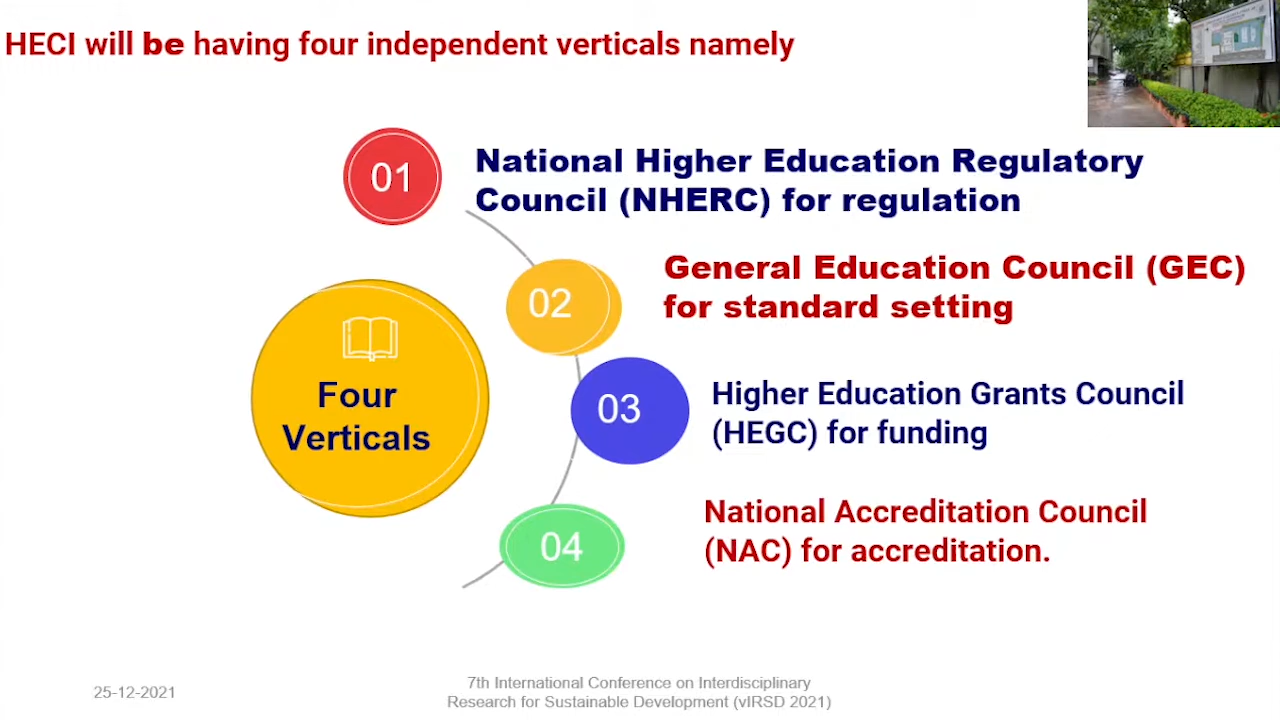 HECI will be having four independent verticals namely
01
National Higher Education Regulatory
Council (NHERC) for regulation
02
General Education Council (GEC)
for standard setting
03
Higher Education Grants Council
(HEGC) for funding
04
National Accreditation Council
(NAC) for accreditation.
Four
Verticals
25-12-2021
7th International Conference on Interdisciplinary
Research for Sustainable Development (vIRSD 2021)